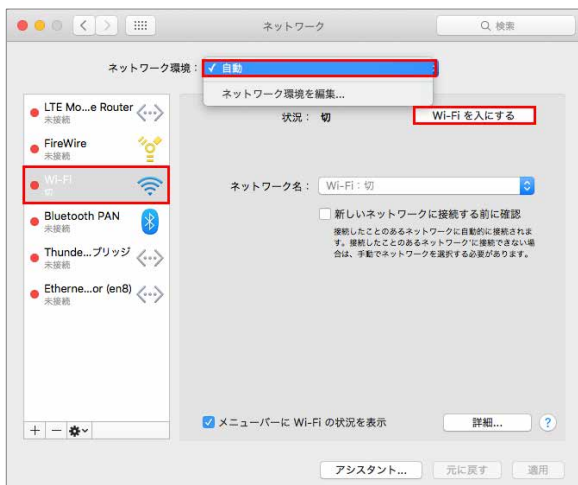 ネットワーク
検索
ネットワーク環境：
✓ 自動
ネットワーク環境を編集...
LTE Mo...e Router
未接続
FireWire
未接続
Wi-Fi
切
Bluetooth PAN
未接続
Thunde...ブリッジ
未接続
Etherne...or (en8)
未接続
状況： 切
Wi-Fi を入にする
ネットワーク名： Wi-Fi：切
新しいネットワークに接続する前に確認
接続したことのあるネットワークに自動的に接続されま
す。接続したことのあるネットワークに接続できない場
合は、手動でネットワークを選択する必要があります。
メニューバーに Wi-Fi の状況を表示
詳細...
?
アシスタント...
元に戻す
適用